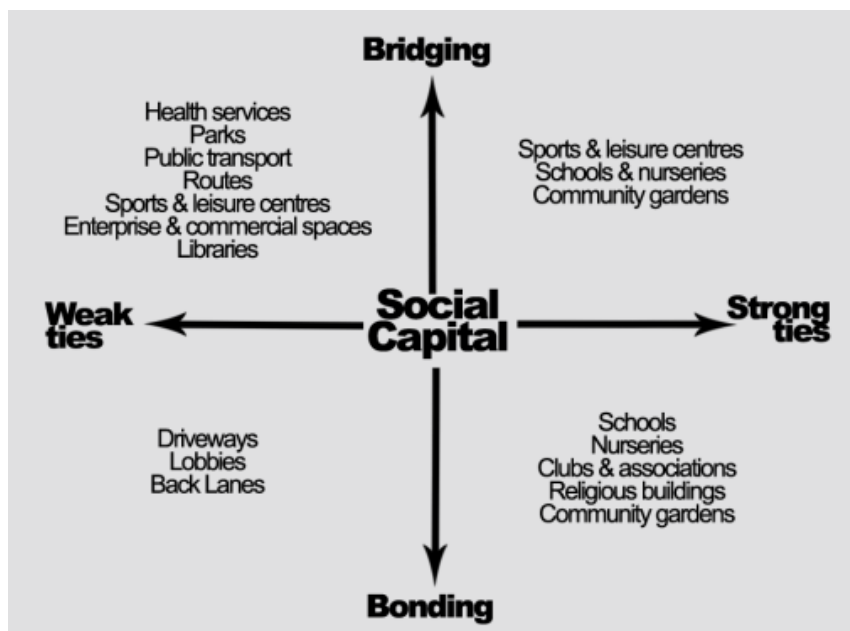 Bridging
Health services
Parks
Public transport
Routes
Sports & leisure centres
Enterprise & commercial spaces
Libraries
Sports & leisure centres
Schools & nurseries
Community gardens
Weak
ties
Social
Capital
Strong
ties
Driveways
Lobbies
Back Lanes
Schools
Nurseries
Clubs & associations
Religious buildings
Community gardens
Bonding